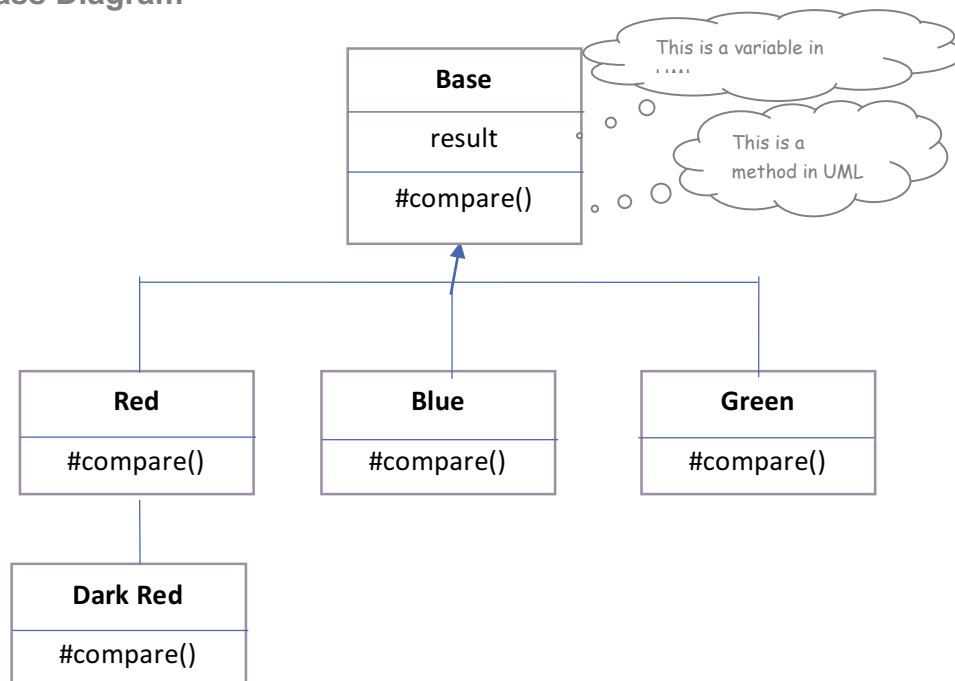 ass Diagram
This is a variable in
Base
result
This is a
method in UML
#compare()
Red
#compare()
Blue
#compare()
Green
#compare()
Dark Red
#compare()